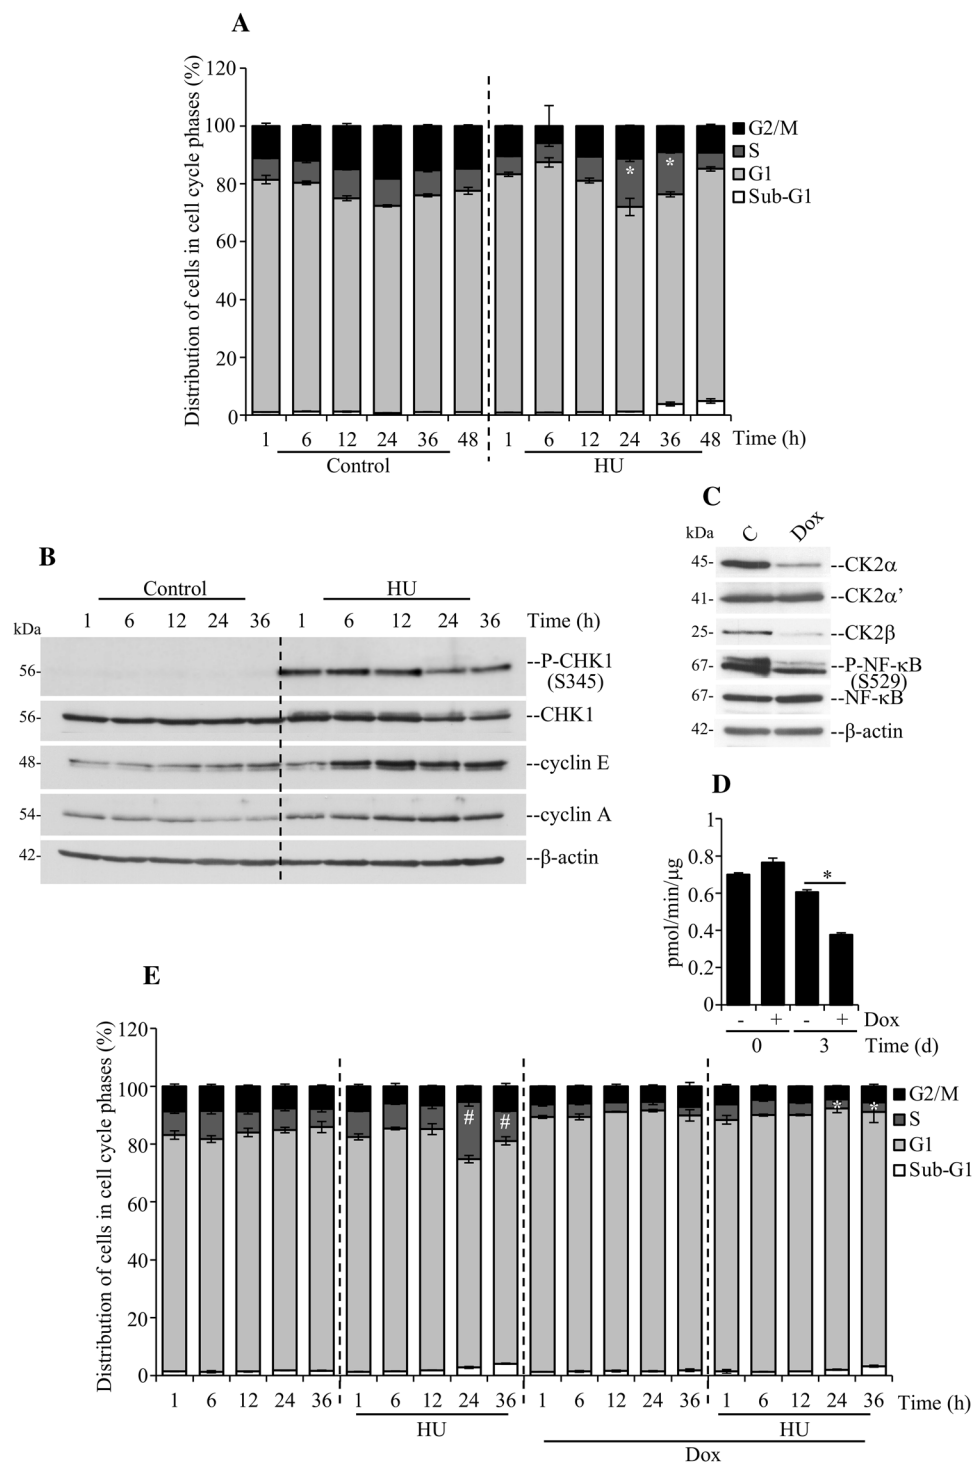 A
Distribution of cells in cell cycle phases (%)
120
100
80
60
40
20
0
G2/M
S
G1
Sub-G1
* *
1 6 12 24 36 48 1 6 12 24 36 48 Time (h)
Control HU
B
Control HU
kDa 1 6 12 24 36 1 6 12 24 36 Time (h)
56- --P-CHK1
(S345)
56- --CHK1
48- --cyclin E
54- --cyclin A
42- --β-actin
C
kDa C Dox
45- --CK2α
41- --CK2α’
25- --CK2β
67- --P-NF-κB
(S529)
67- --NF-κB
42- --β-actin
D
pmol/min/μg
1
0.8
0.6
0.4
0.2
0
*
- + - + Dox
0 3 Time (d)
E
Distribution of cells in cell cycle phases (%)
120
100
80
60
40
20
0
G2/M
S
G1
Sub-G1
# # * *
1 6 12 24 36 1 6 12 24 36 1 6 12 24 36 1 6 12 24 36 Time (h)
HU HU
Dox